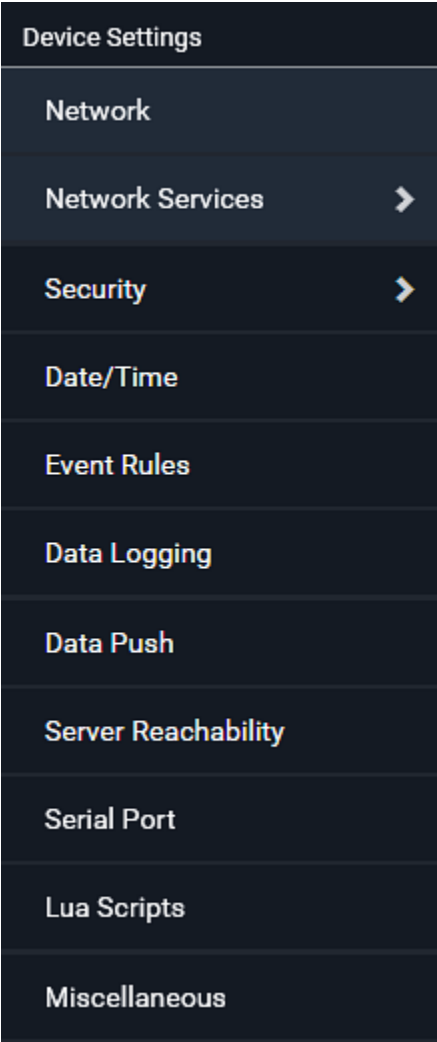 Device Settings
Network
Network Services
Security
Date/Time
Event Rules
Data Logging
Data Push
Server Reachability
Serial Port
Lua Scripts
Miscellaneous